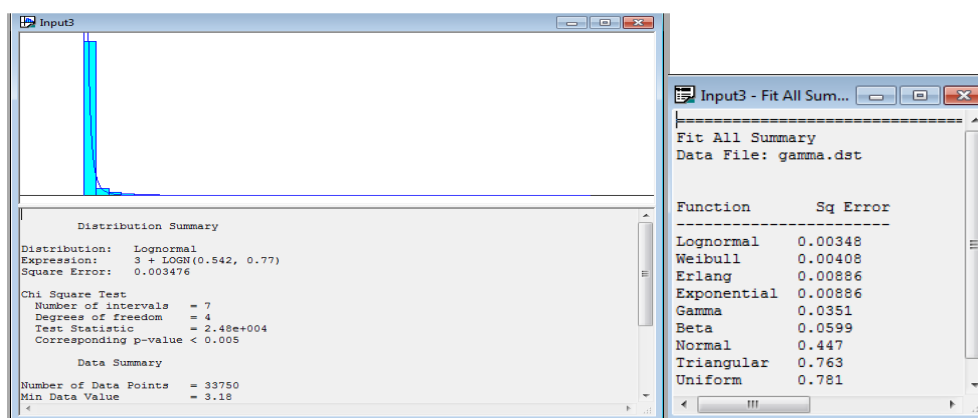 Input3
Distribution Summary
Distribution: Lognormal
Expression: 3 + LOGN(0.542, 0.77)
Square Error: 0.003476
Chi Square Test
Number of intervals = 7
Degrees of freedom = 4
Test Statistic = 2.48e+004
Corresponding p-value < 0.005
Data Summary
Number of Data Points = 33750
Min Data Value = 3.18
Input3 - Fit All Sum...
================================
Fit All Summary
Data File: gamma.dst
Function Sq Error
------------------------
Lognormal 0.00348
Weibull 0.00408
Erlang 0.00886
Exponential 0.00886
Gamma 0.0351
Beta 0.0599
Normal 0.447
Triangular 0.763
Uniform 0.781